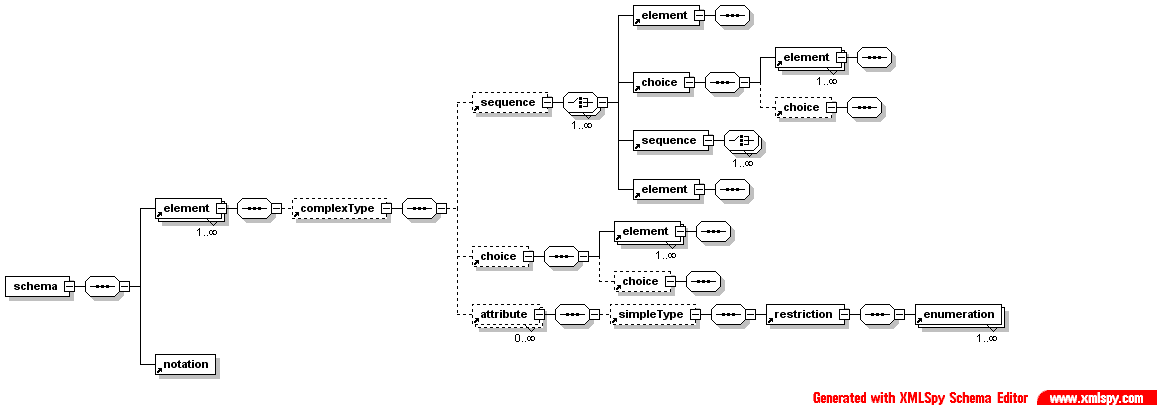 element
element
1..∞
choice
choice
sequence
1..∞
sequence
1..∞
element
element
1..∞
complexType
element
1..∞
choice
choice
schema
attribute
0..∞
simpleType
restriction
enumeration
1..∞
notation
Generated with XMLSpy Schema Editor www.xmlspy.com